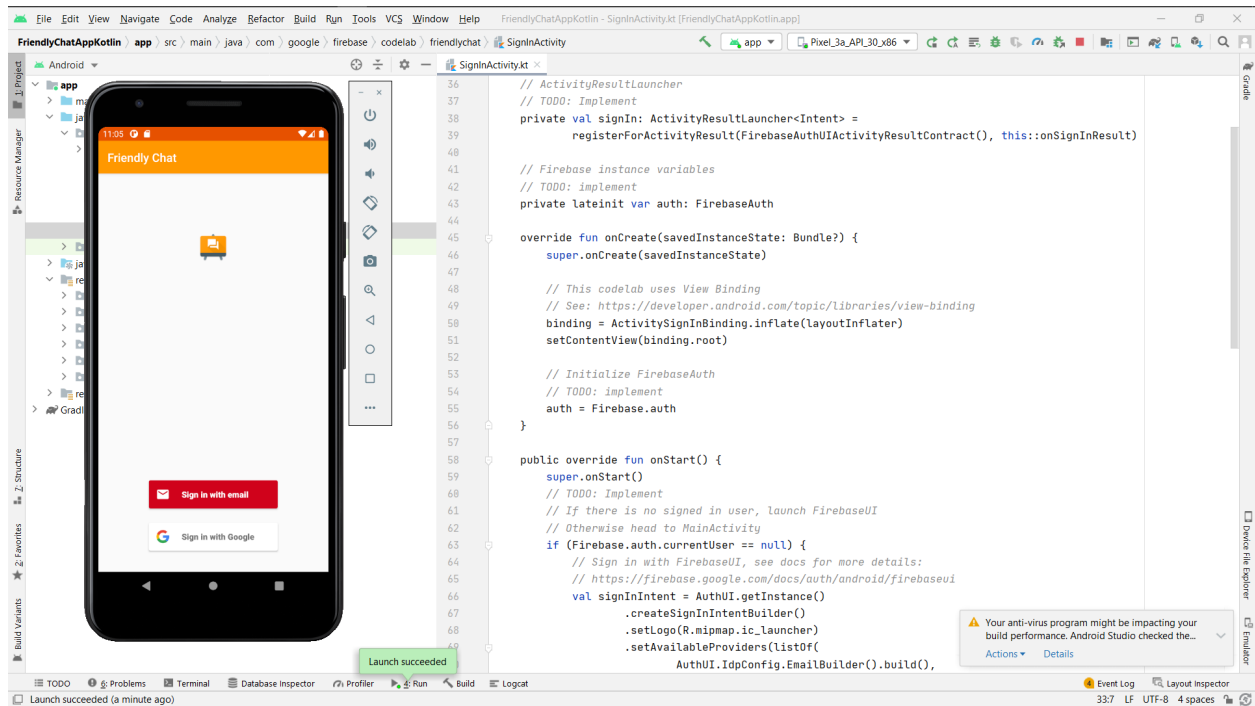 File Edit View Navigate Code Analyze Refactor Build Run Tools VCS Window Help FriendlyChatAppKotlin - SignInActivity.kt [FriendlyChatAppKotlin.app]
FriendlyChatAppKotlin app src main java com google firebase codelab friendlychat SignInActivity app Pixel_3a_API_30_x86
Android SignInActivity.kt
1: Project
Resource Manager
7: Structure
2: Favorites
Build Variants
app
ma
ja
ja
re
re
Gradl
11:05
Friendly Chat
Sign in with email
Sign in with Google
36 // ActivityResultLauncher
37 // TODO: Implement
38 private val signIn: ActivityResultLauncher<Intent> =
39 registerForActivityResult(FirebaseAuthUIActivityResultContract(), this::onSignInResult)
40
41 // Firebase instance variables
42 // TODO: implement
43 private lateinit var auth: FirebaseAuth
44
45 override fun onCreate(savedInstanceState: Bundle?) {
46 super.onCreate(savedInstanceState)
47
48 // This codelab uses View Binding
49 // See: https://developer.android.com/topic/libraries/view-binding
50 binding = ActivitySignInBinding.inflate(layoutInflater)
51 setContentView(binding.root)
52
53 // Initialize FirebaseAuth
54 // TODO: implement
55 auth = Firebase.auth
56 }
57
58 public override fun onStart() {
59 super.onStart()
60 // TODO: Implement
61 // If there is no signed in user, launch FirebaseUI
62 // Otherwise head to MainActivity
63 if (Firebase.auth.currentUser == null) {
64 // Sign in with FirebaseUI, see docs for more details:
65 // https://firebase.google.com/docs/auth/android/firebaseui
66 val signInIntent = AuthUI.getInstance()
67 .createSignInIntentBuilder()
68 .setLogo(R.mipmap.ic_launcher)
69 .setAvailableProviders(listOf(
AuthUI.IdpConfig.EmailBuilder().build(),
Gradle
Device File Explorer
Emulator
Your anti-virus program might be impacting your
build performance. Android Studio checked the...
Actions Details
Launch succeeded
TODO 6: Problems Terminal Database Inspector Profiler 4: Run Build Logcat 4 Event Log Layout Inspector
Launch succeeded (a minute ago) 33:7 LF UTF-8 4 spaces